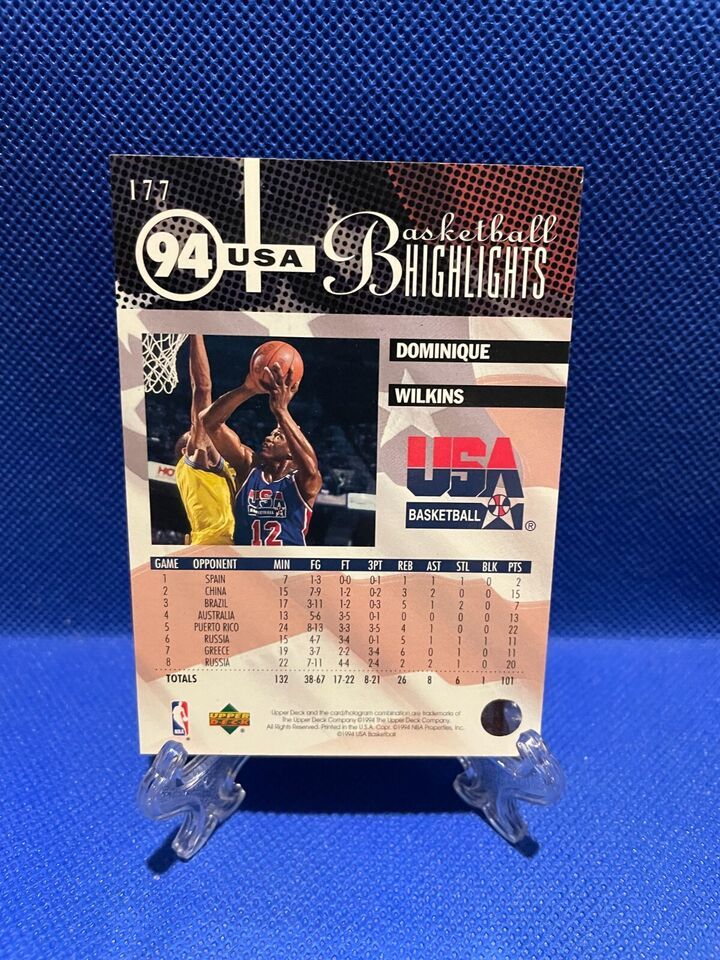 177
94 USA
Basketball
HIGHLIGHTS
DOMINIQUE
WILKINS
USA
BASKETBALL ®
HO
USA
12
GAME OPPONENT MIN FG FT 3PT REB AST STL BLK PTS
1 SPAIN 7 1-3 0-0 0-1 1 1 1 0 2
2 CHINA 15 7-9 1-2 0-2 3 2 0 0 15
3 BRAZIL 17 3-11 1-2 0-3 5 1 2 0 7
4 AUSTRALIA 13 5-6 3-5 0-1 4 0 0 0 13
5 PUERTO RICO 24 8-13 3-3 3-5 4 1 0 0 22
6 RUSSIA 15 4-7 3-4 0-1 5 1 1 1 11
7 GREECE 19 3-7 2-2 3-4 6 0 1 0 11
8 RUSSIA 22 7-11 4-4 2-4 2 2 1 0 20
TOTALS 132 38-67 17-22 8-21 26 8 6 1 101
NBA
UPPER
DECK ®
Upper Deck and the card/hologram combination are trademarks of
The Upper Deck Company ©1994 The Upper Deck Company.
All Rights Reserved. Printed in the U.S.A. Copr. ©1994 NBA Properties, Inc.
©1994 USA Basketball